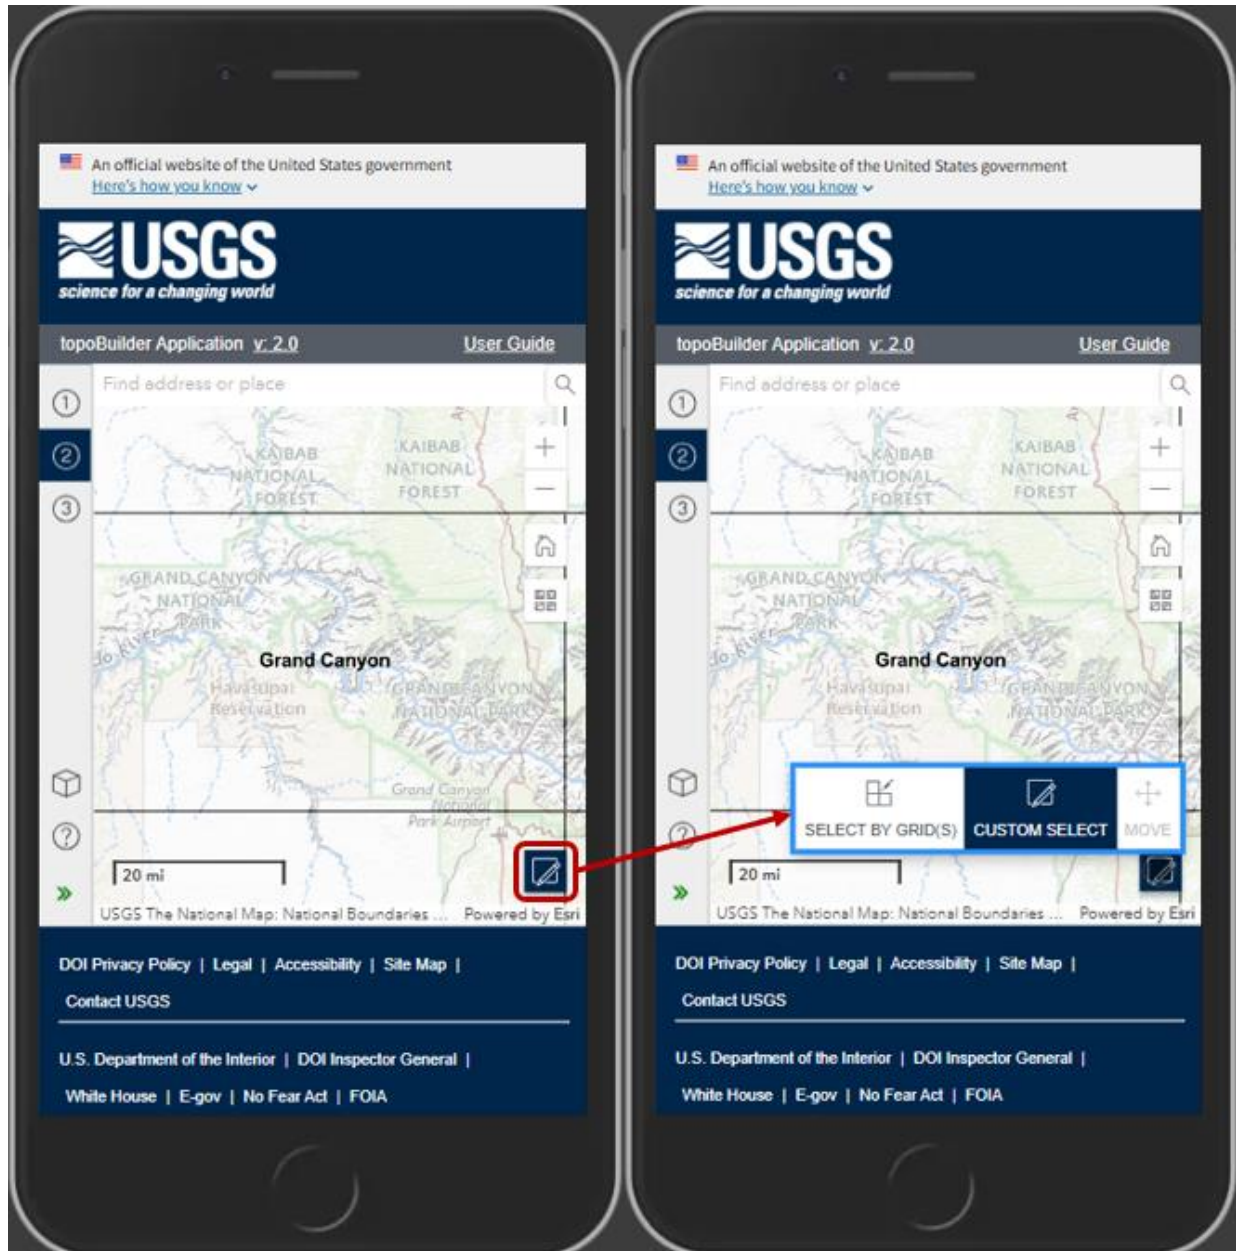 An official website of the United States government
Here's how you know
USGS
science for a changing world
topoBuilder Application v: 2.0 User Guide
1
Find address or place
2
KAIBAB
NATIONAL
FOREST
KAIBAB
NATIONAL
FOREST
3
GRAND CANYON
NATIONAL
PARK
Grand Canyon
Havasupai
Reservation
GRAND CANYON
NATIONAL PARK
Grand Canyon
National
Park Airport
?
20 mi
USGS The National Map: National Boundaries ... Powered by Esri
DOI Privacy Policy | Legal | Accessibility | Site Map |
Contact USGS
U.S. Department of the Interior | DOI Inspector General |
White House | E-gov | No Fear Act | FOIA
An official website of the United States government
Here's how you know
USGS
science for a changing world
topoBuilder Application v: 2.0 User Guide
1
Find address or place
2
KAIBAB
NATIONAL
FOREST
KAIBAB
NATIONAL
FOREST
3
GRAND CANYON
NATIONAL
PARK
Grand Canyon
Havasupai
Reservation
GRAND CANYON
NATIONAL PARK
SELECT BY GRID(S) CUSTOM SELECT MOVE
?
20 mi
USGS The National Map: National Boundaries ... Powered by Esri
DOI Privacy Policy | Legal | Accessibility | Site Map |
Contact USGS
U.S. Department of the Interior | DOI Inspector General |
White House | E-gov | No Fear Act | FOIA